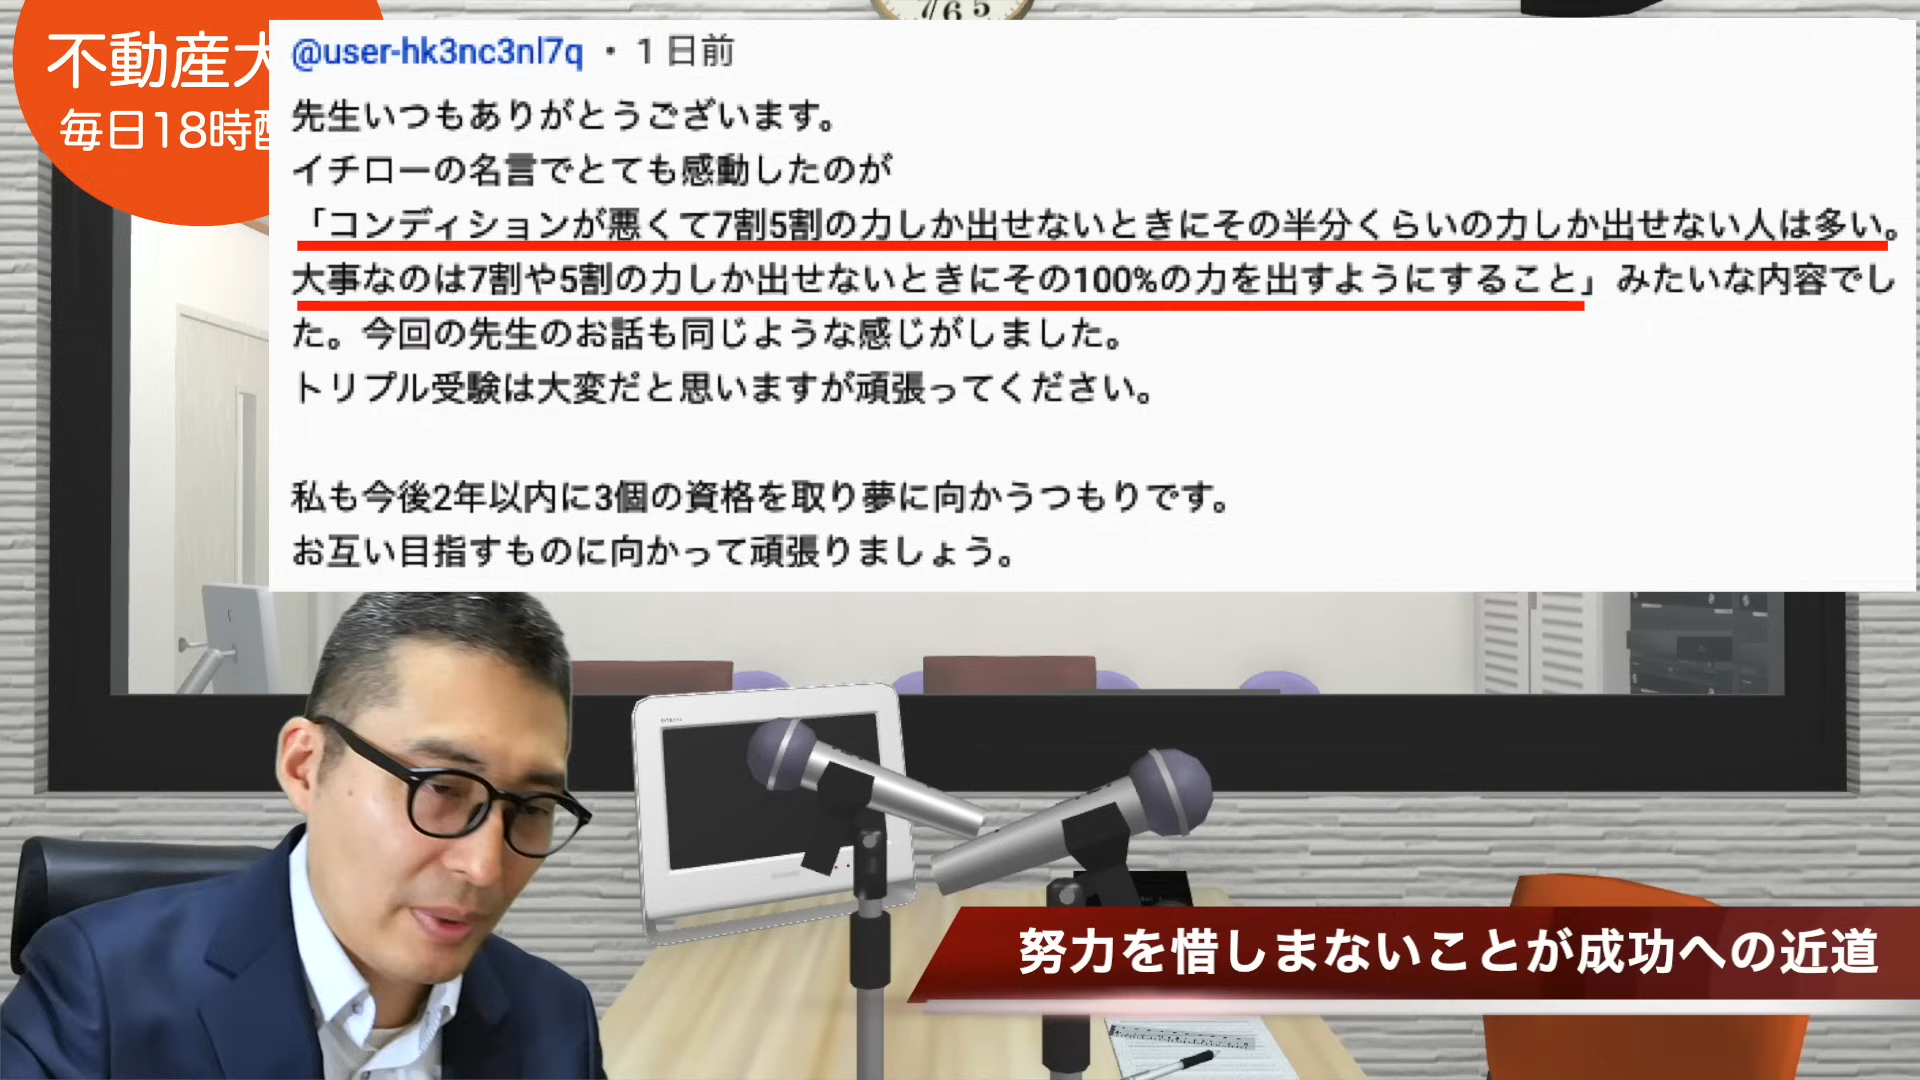 不動産大
毎日18時配
765
@user-hk3nc3nl7q・1日前
先生いつもありがとうございます。
イチローの名言でとても感動したのが
「コンディションが悪くて7割5割の力しか出せないときにその半分くらいの力しか出せない人は多い。
大事なのは7割や5割の力しか出せないときにその100%の力を出すようにすること」みたいな内容でし
た。今回の先生のお話も同じような感じがしました。
トリプル受験は大変だと思いますが頑張ってください。
私も今後2年以内に3個の資格を取り夢に向かうつもりです。
お互い目指すものに向かって頑張りましょう。
努力を惜しまないことが成功への近道